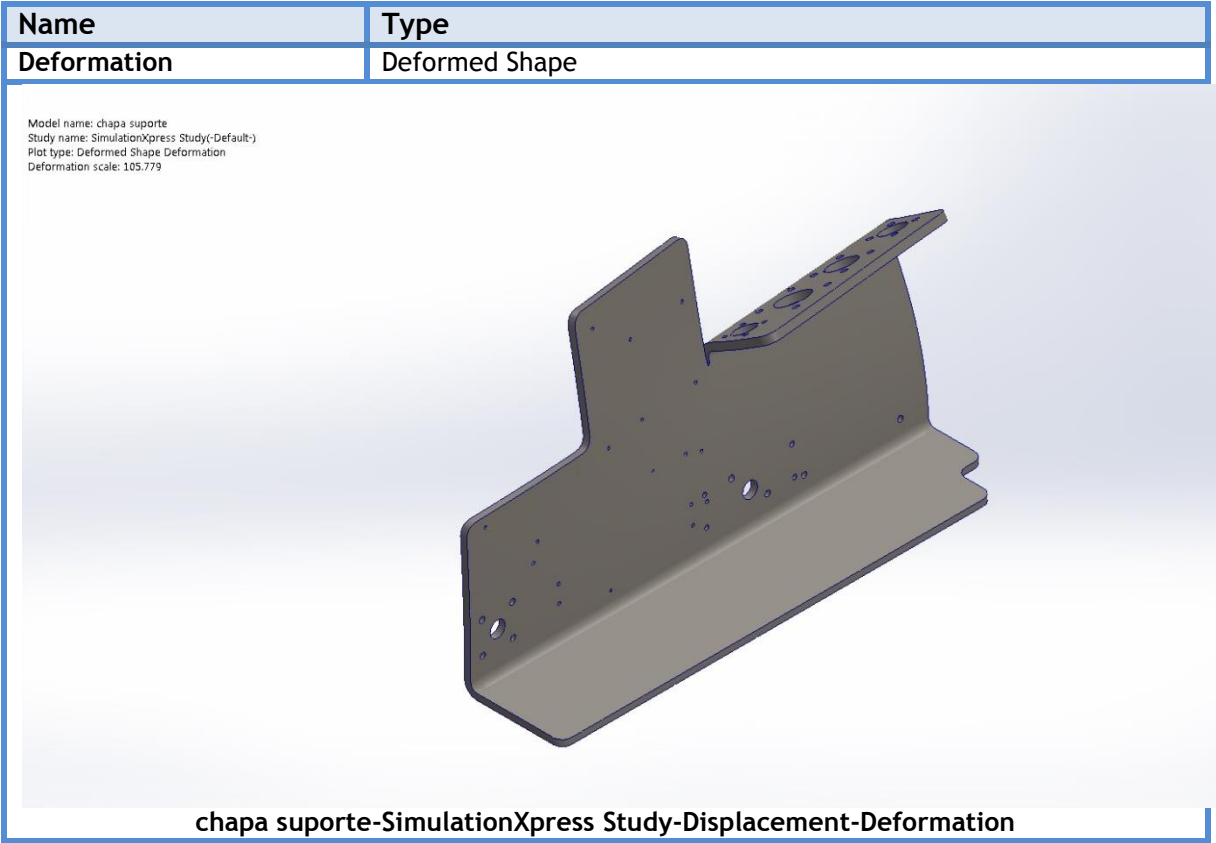 Name Type
Deformation Deformed Shape
Model name: chapa suporte
Study name: SimulationXpress Study(-Default-)
Plot type: Deformed Shape Deformation
Deformation scale: 105.779
chapa suporte-SimulationXpress Study-Displacement-Deformation